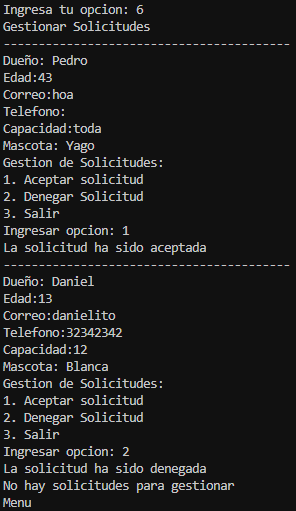 Ingresa tu opcion: 6
Gestionar Solicitudes
-----------------------------------------
Dueño: Pedro
Edad:43
Correo:hoa
Telefono:
Capacidad:toda
Mascota: Yago
Gestion de Solicitudes:
1. Aceptar solicitud
2. Denegar Solicitud
3. Salir
Ingresar opcion: 1
La solicitud ha sido aceptada
-----------------------------------------
Dueño: Daniel
Edad:13
Correo:danielito
Telefono:32342342
Capacidad:12
Mascota: Blanca
Gestion de Solicitudes:
1. Aceptar solicitud
2. Denegar Solicitud
3. Salir
Ingresar opcion: 2
La solicitud ha sido denegada
No hay solicitudes para gestionar
Menu